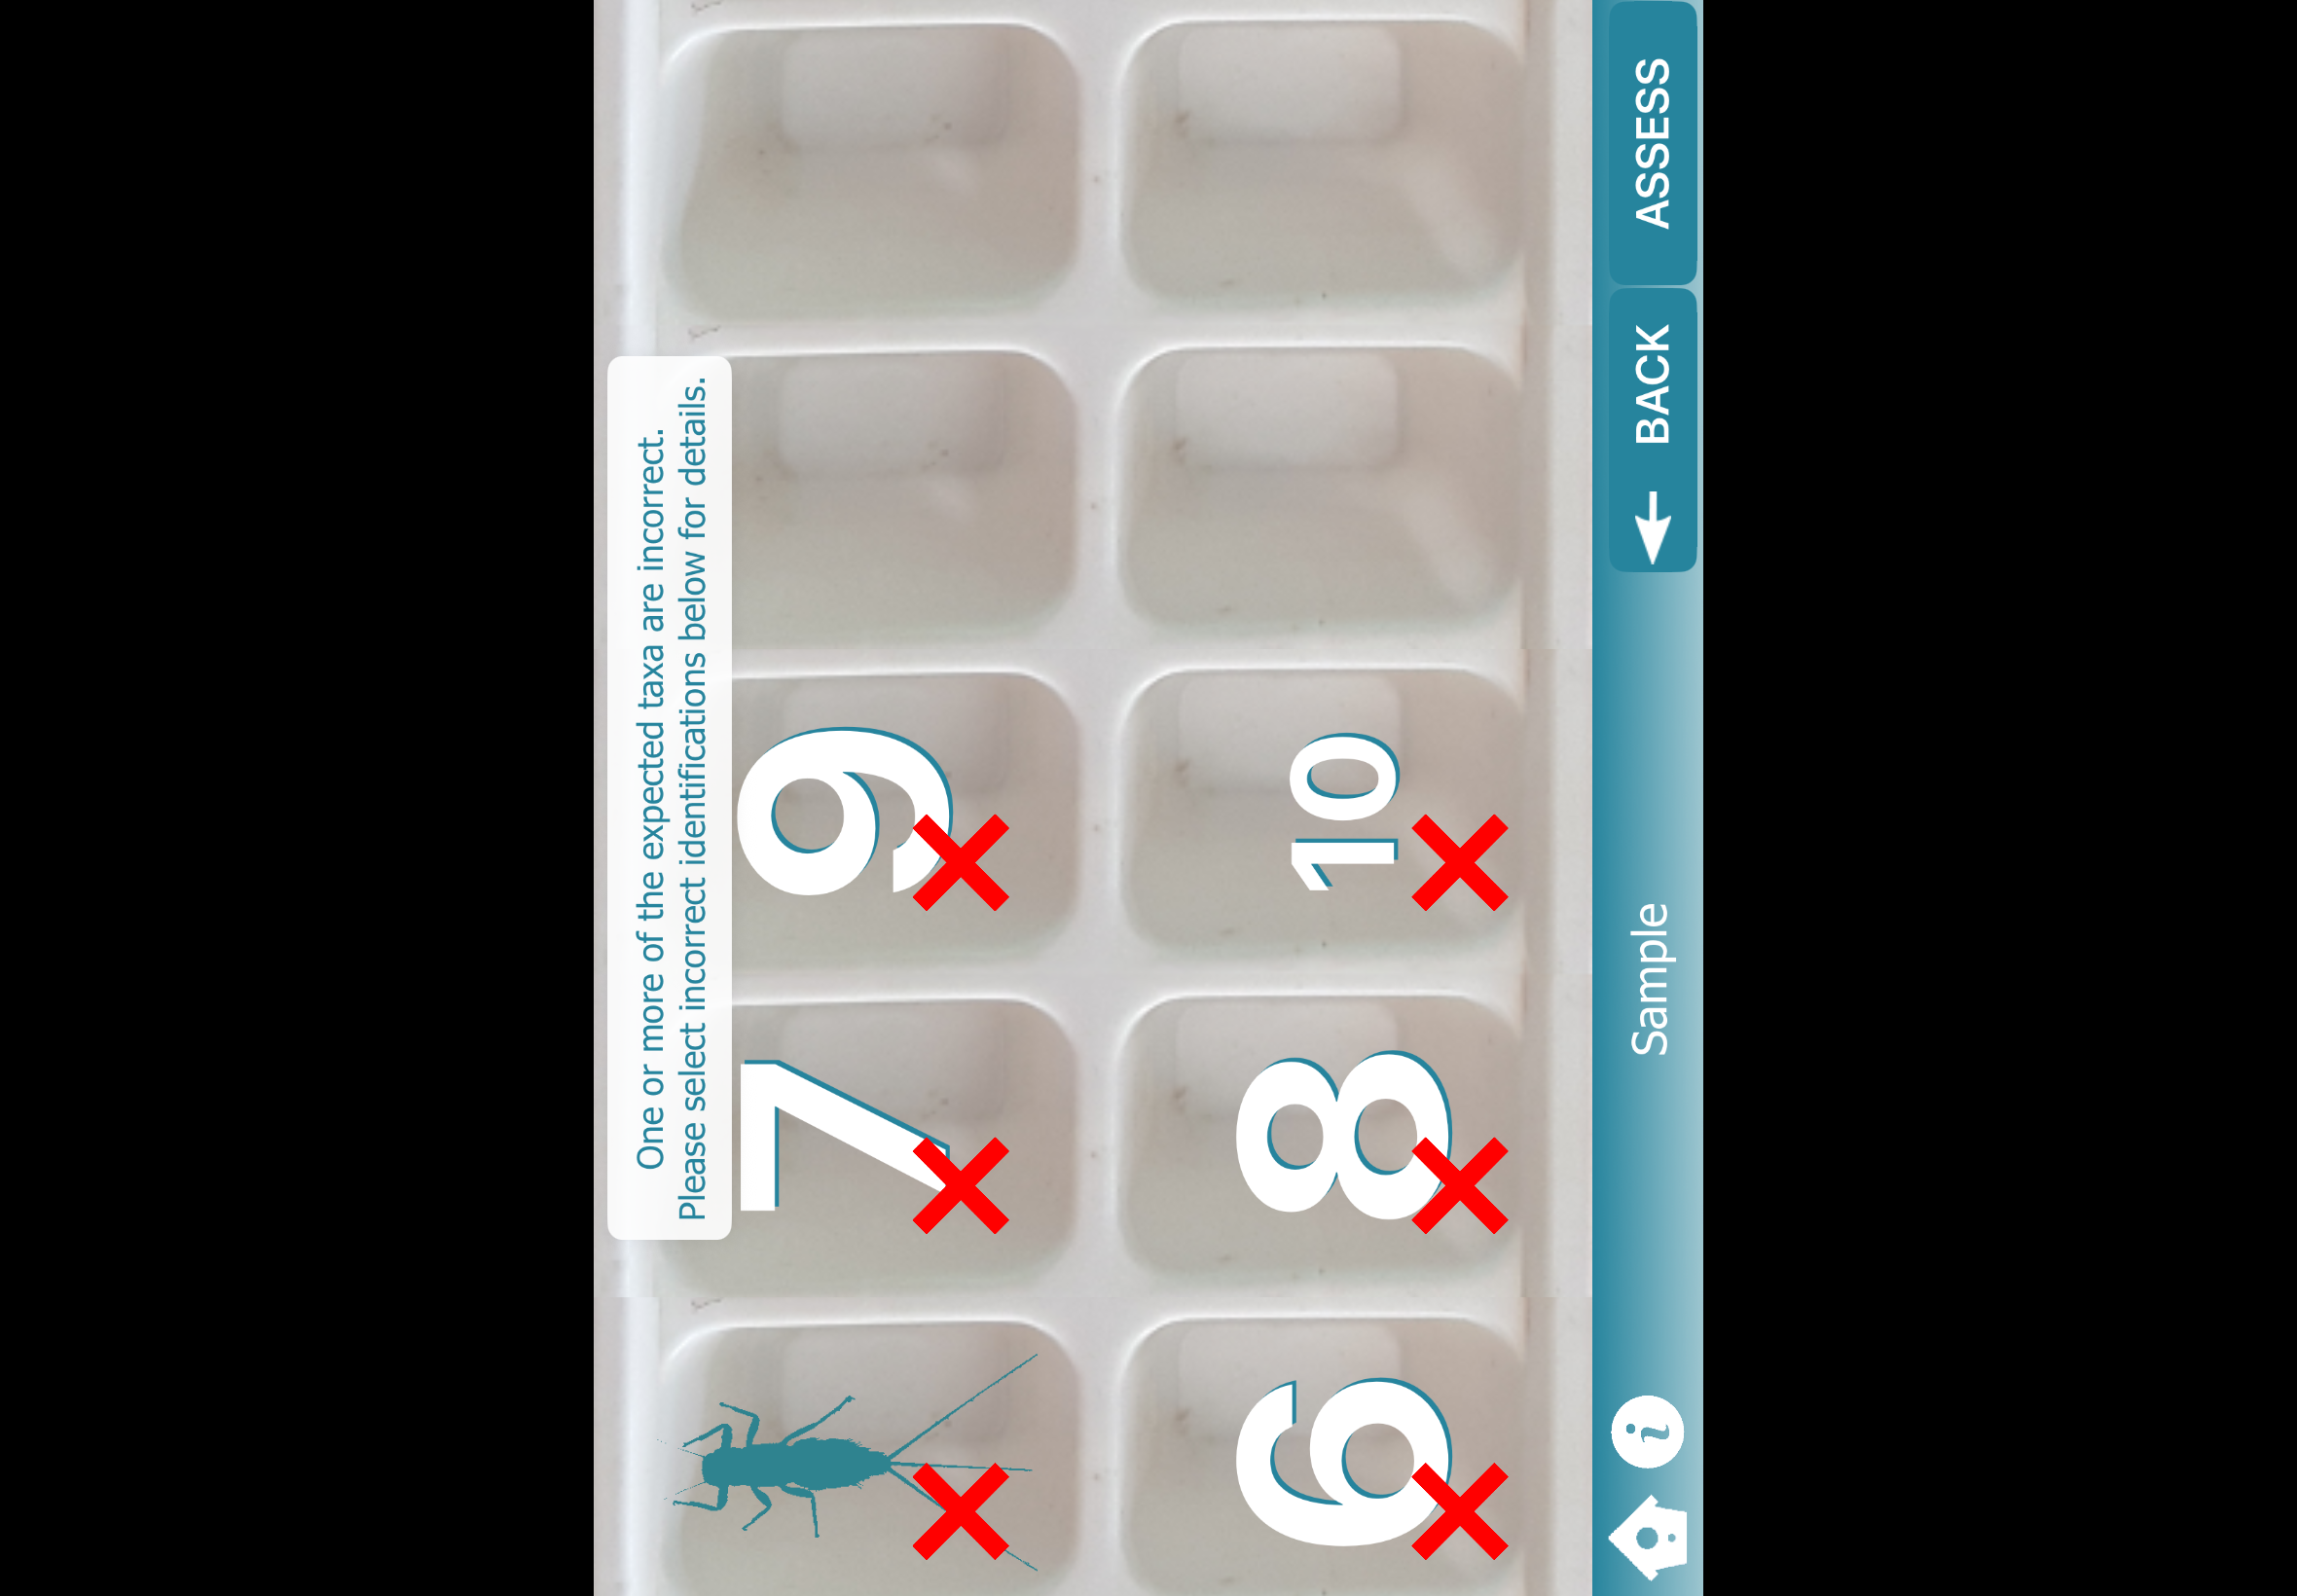 One or more of the expected taxa are incorrect.
Please select incorrect identifications below for details.
7
9
6
8
10
Sample
BACK
ASSESS